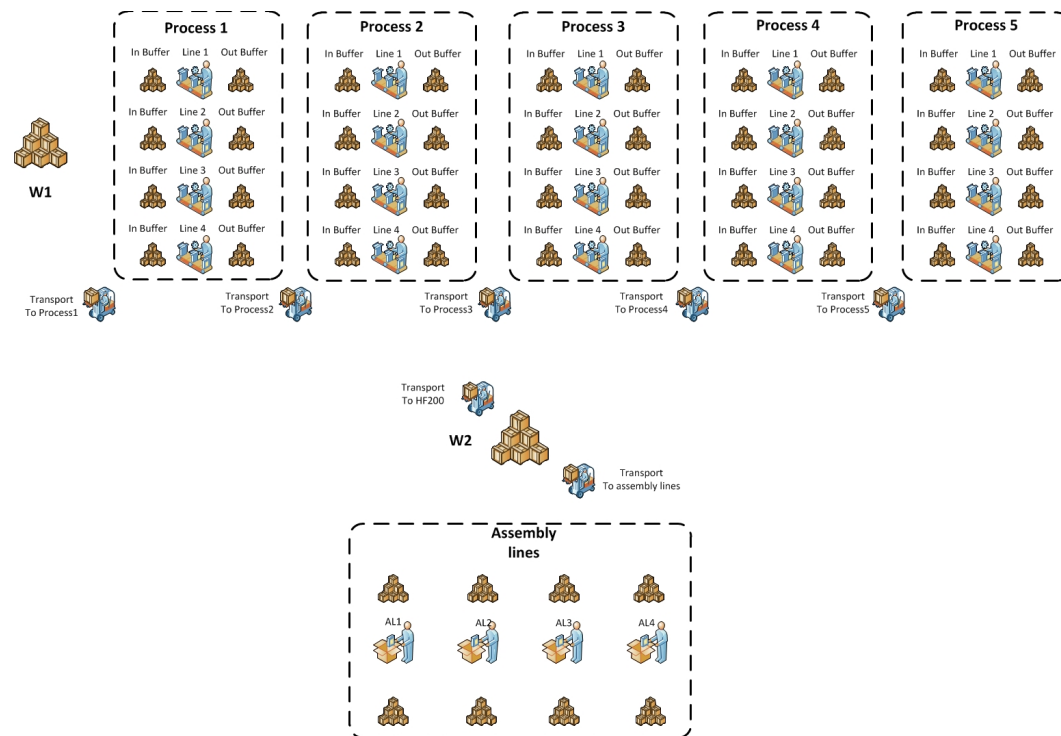 Process 1
Process 2
Process 3
Process 4
Process 5
In Buffer Line 1 Out Buffer
In Buffer Line 1 Out Buffer
In Buffer Line 1 Out Buffer
In Buffer Line 1 Out Buffer
In Buffer Line 1 Out Buffer
In Buffer Line 2 Out Buffer
In Buffer Line 2 Out Buffer
In Buffer Line 2 Out Buffer
In Buffer Line 2 Out Buffer
In Buffer Line 2 Out Buffer
W1
In Buffer Line 3 Out Buffer
In Buffer Line 3 Out Buffer
In Buffer Line 3 Out Buffer
In Buffer Line 3 Out Buffer
In Buffer Line 3 Out Buffer
In Buffer Line 4 Out Buffer
In Buffer Line 4 Out Buffer
In Buffer Line 4 Out Buffer
In Buffer Line 4 Out Buffer
In Buffer Line 4 Out Buffer
Transport
To Process1
Transport
To Process2
Transport
To Process3
Transport
To Process4
Transport
To Process5
Transport
To HF200
W2
Transport
To assembly lines
Assembly
lines
AL1
AL2
AL3
AL4